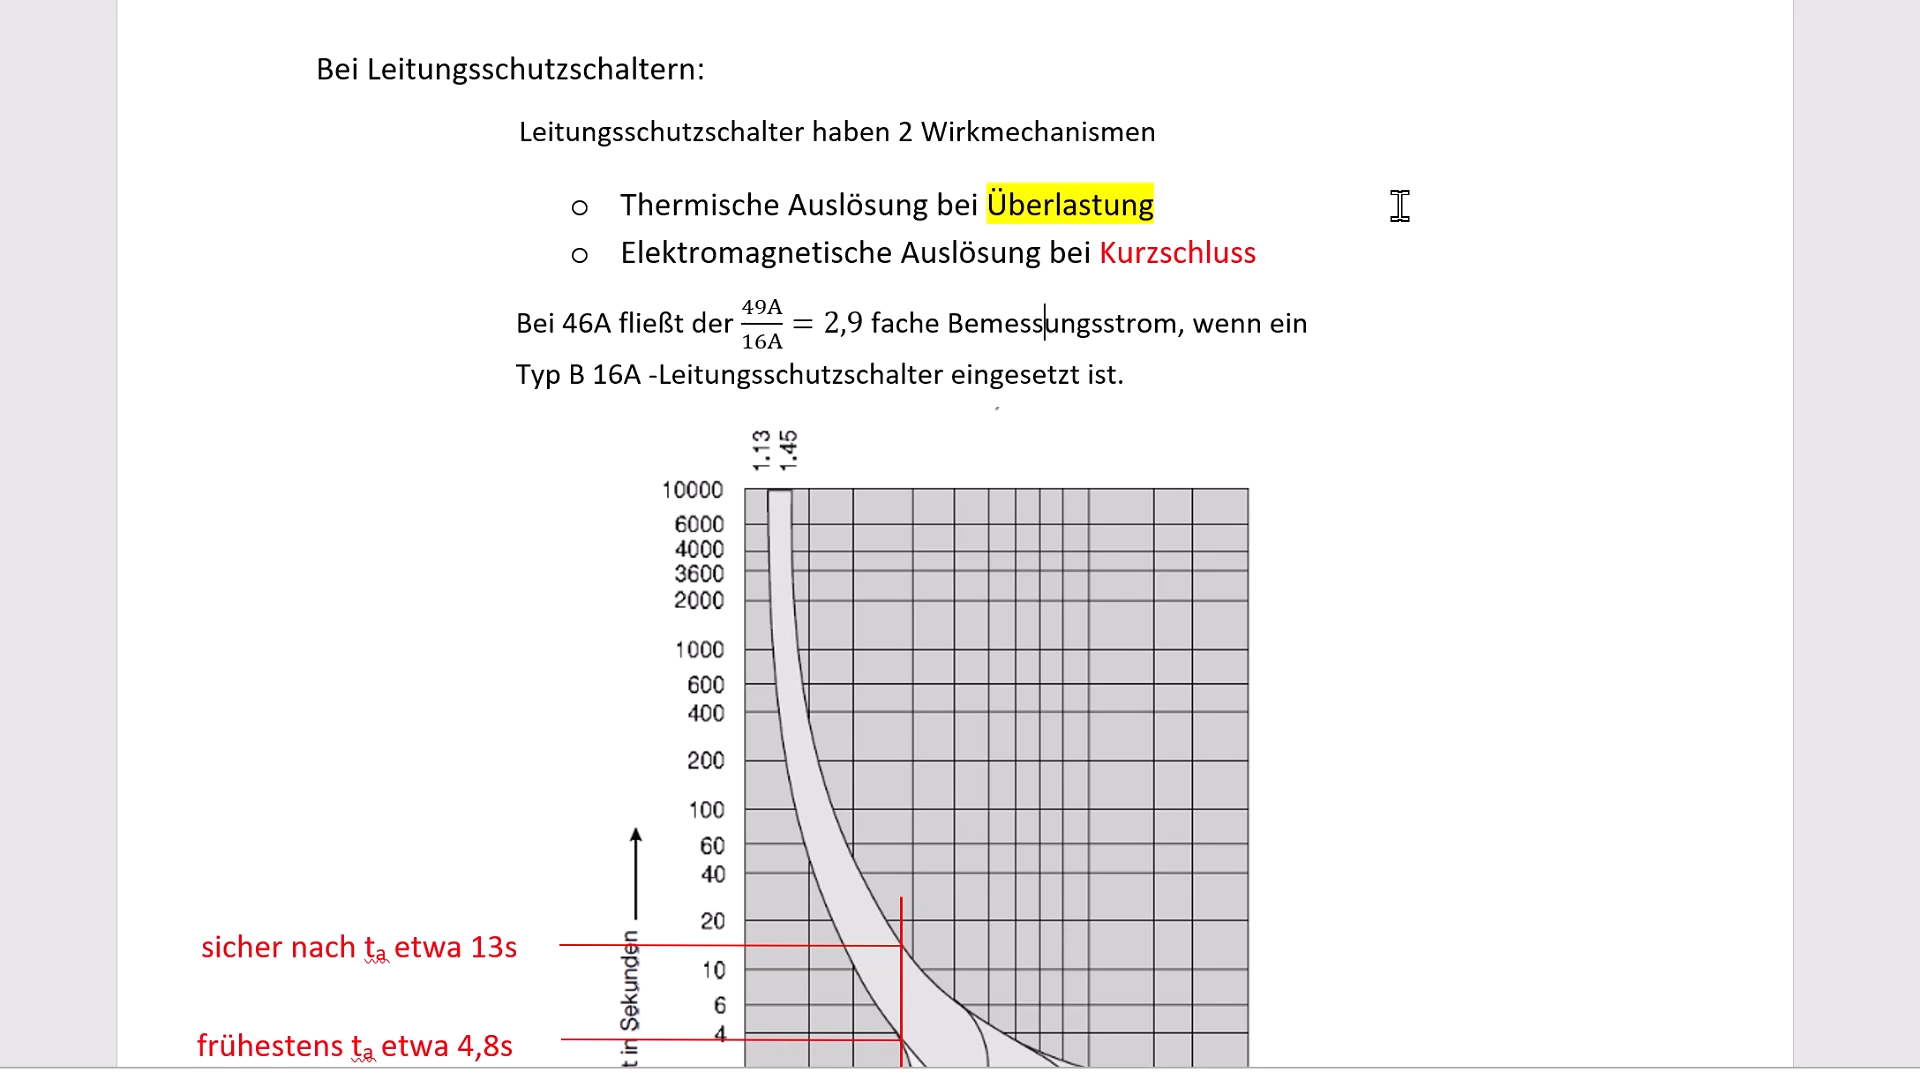 Bei Leitungsschutzschaltern:
Leitungsschutzschalter haben 2 Wirkmechanismen
o Thermische Auslösung bei Überlastung
o Elektromagnetische Auslösung bei Kurzschluss
Bei 46A fließt der 49A/16A = 2,9 fache Bemessungsstrom, wenn ein
Typ B 16A -Leitungsschutzschalter eingesetzt ist.
1.13
1.45
10000
6000
4000
3600
2000
1000
600
400
200
100
60
40
20
sicher nach ta etwa 13s
10
6
4
frühestens ta etwa 4,8s
t in Sekunden